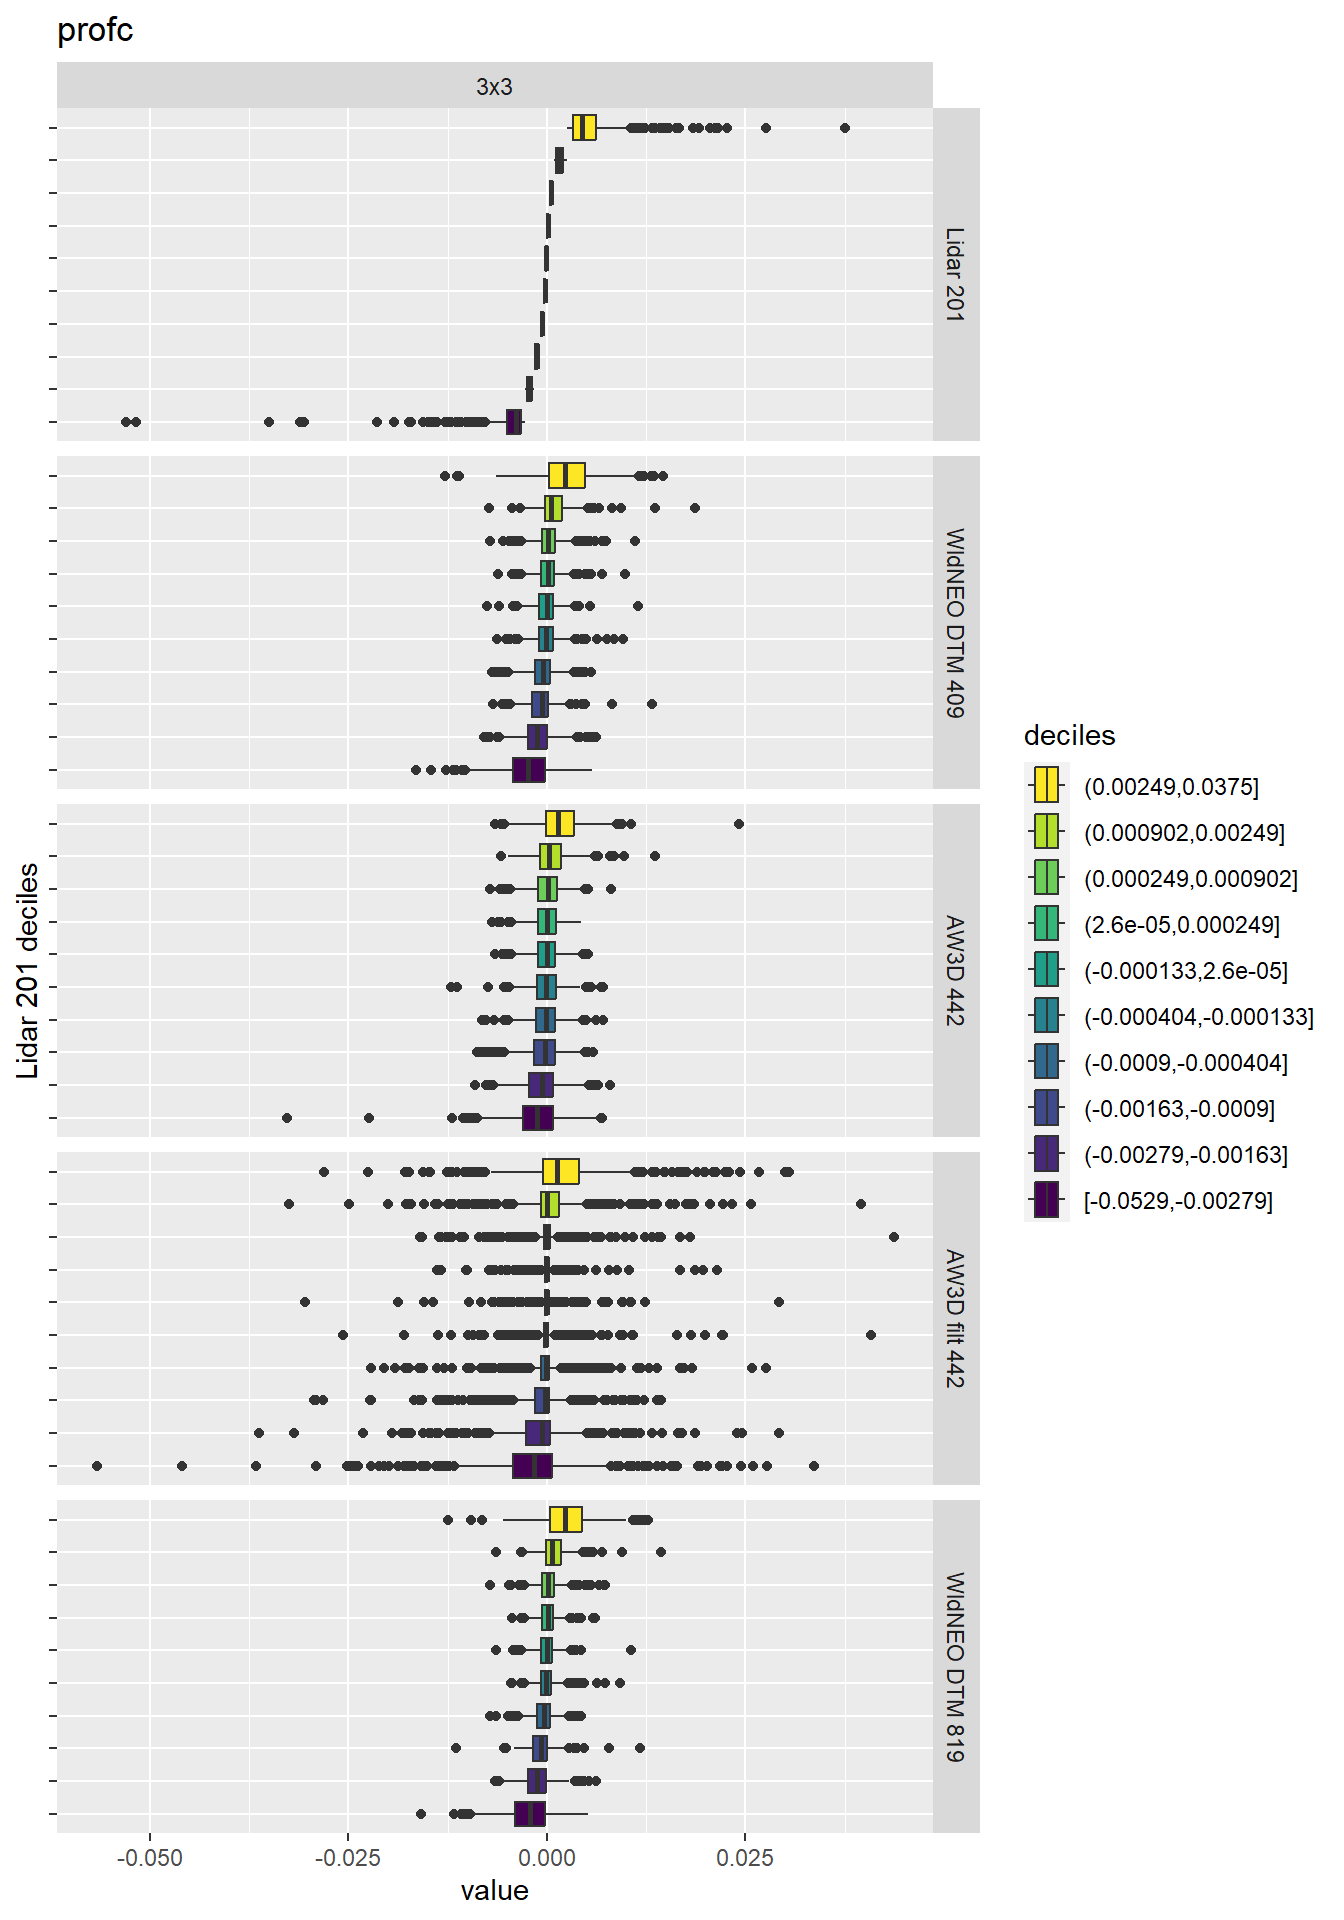 profc
3x3
Lidar 201
WldNEO DTM 409
AW3D 442
AW3D filt 442
WldNEO DTM 819
Lidar 201 deciles
-0.050
-0.025
0.000
0.025
value
deciles
(0.00249,0.0375]
(0.000902,0.00249]
(0.000249,0.000902]
(2.6e-05,0.000249]
(-0.000133,2.6e-05]
(-0.000404,-0.000133]
(-0.0009,-0.000404]
(-0.00163,-0.0009]
(-0.00279,-0.00163]
[-0.0529,-0.00279]